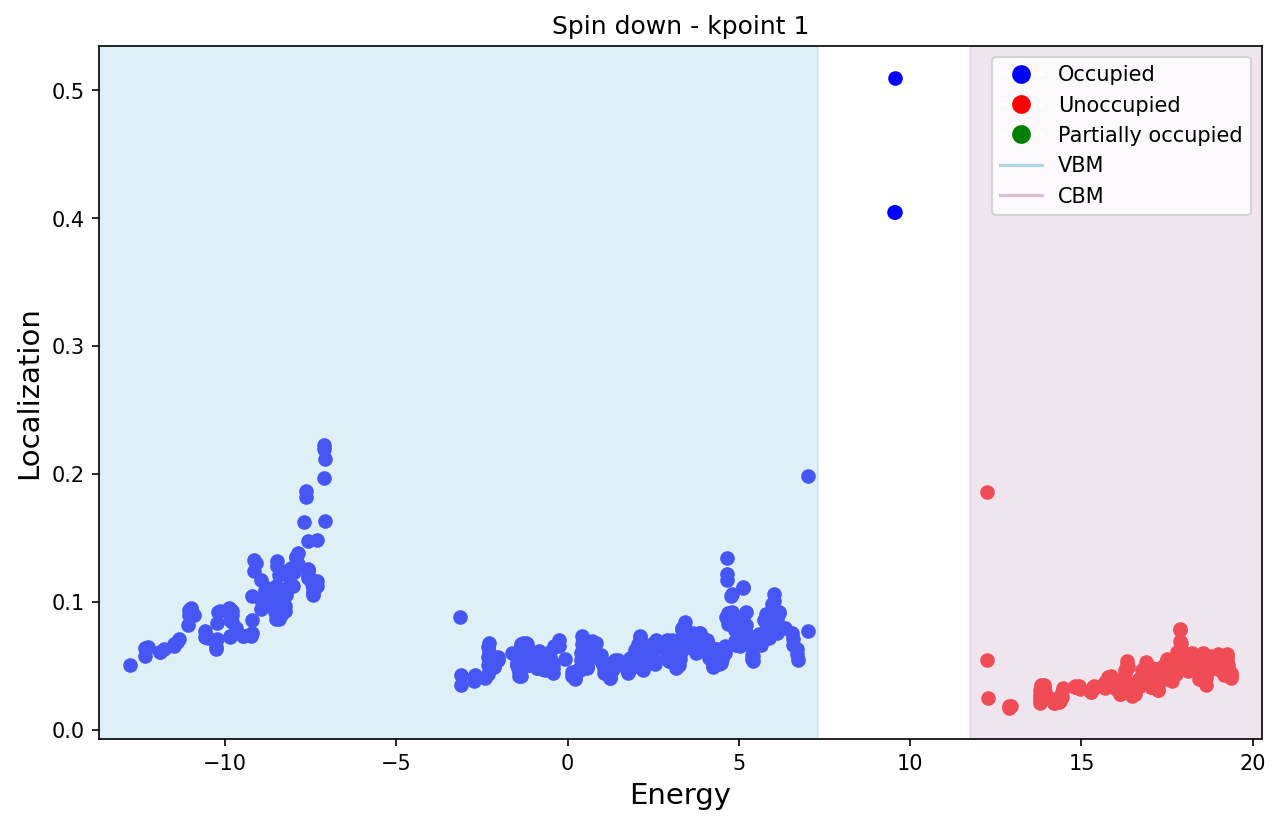 Spin down - kpoint 1
Localization
0.5
0.4
0.3
0.2
0.1
0.0
−10
−5
0
5
10
15
20
Energy
Occupied
Unoccupied
Partially occupied
VBM
CBM